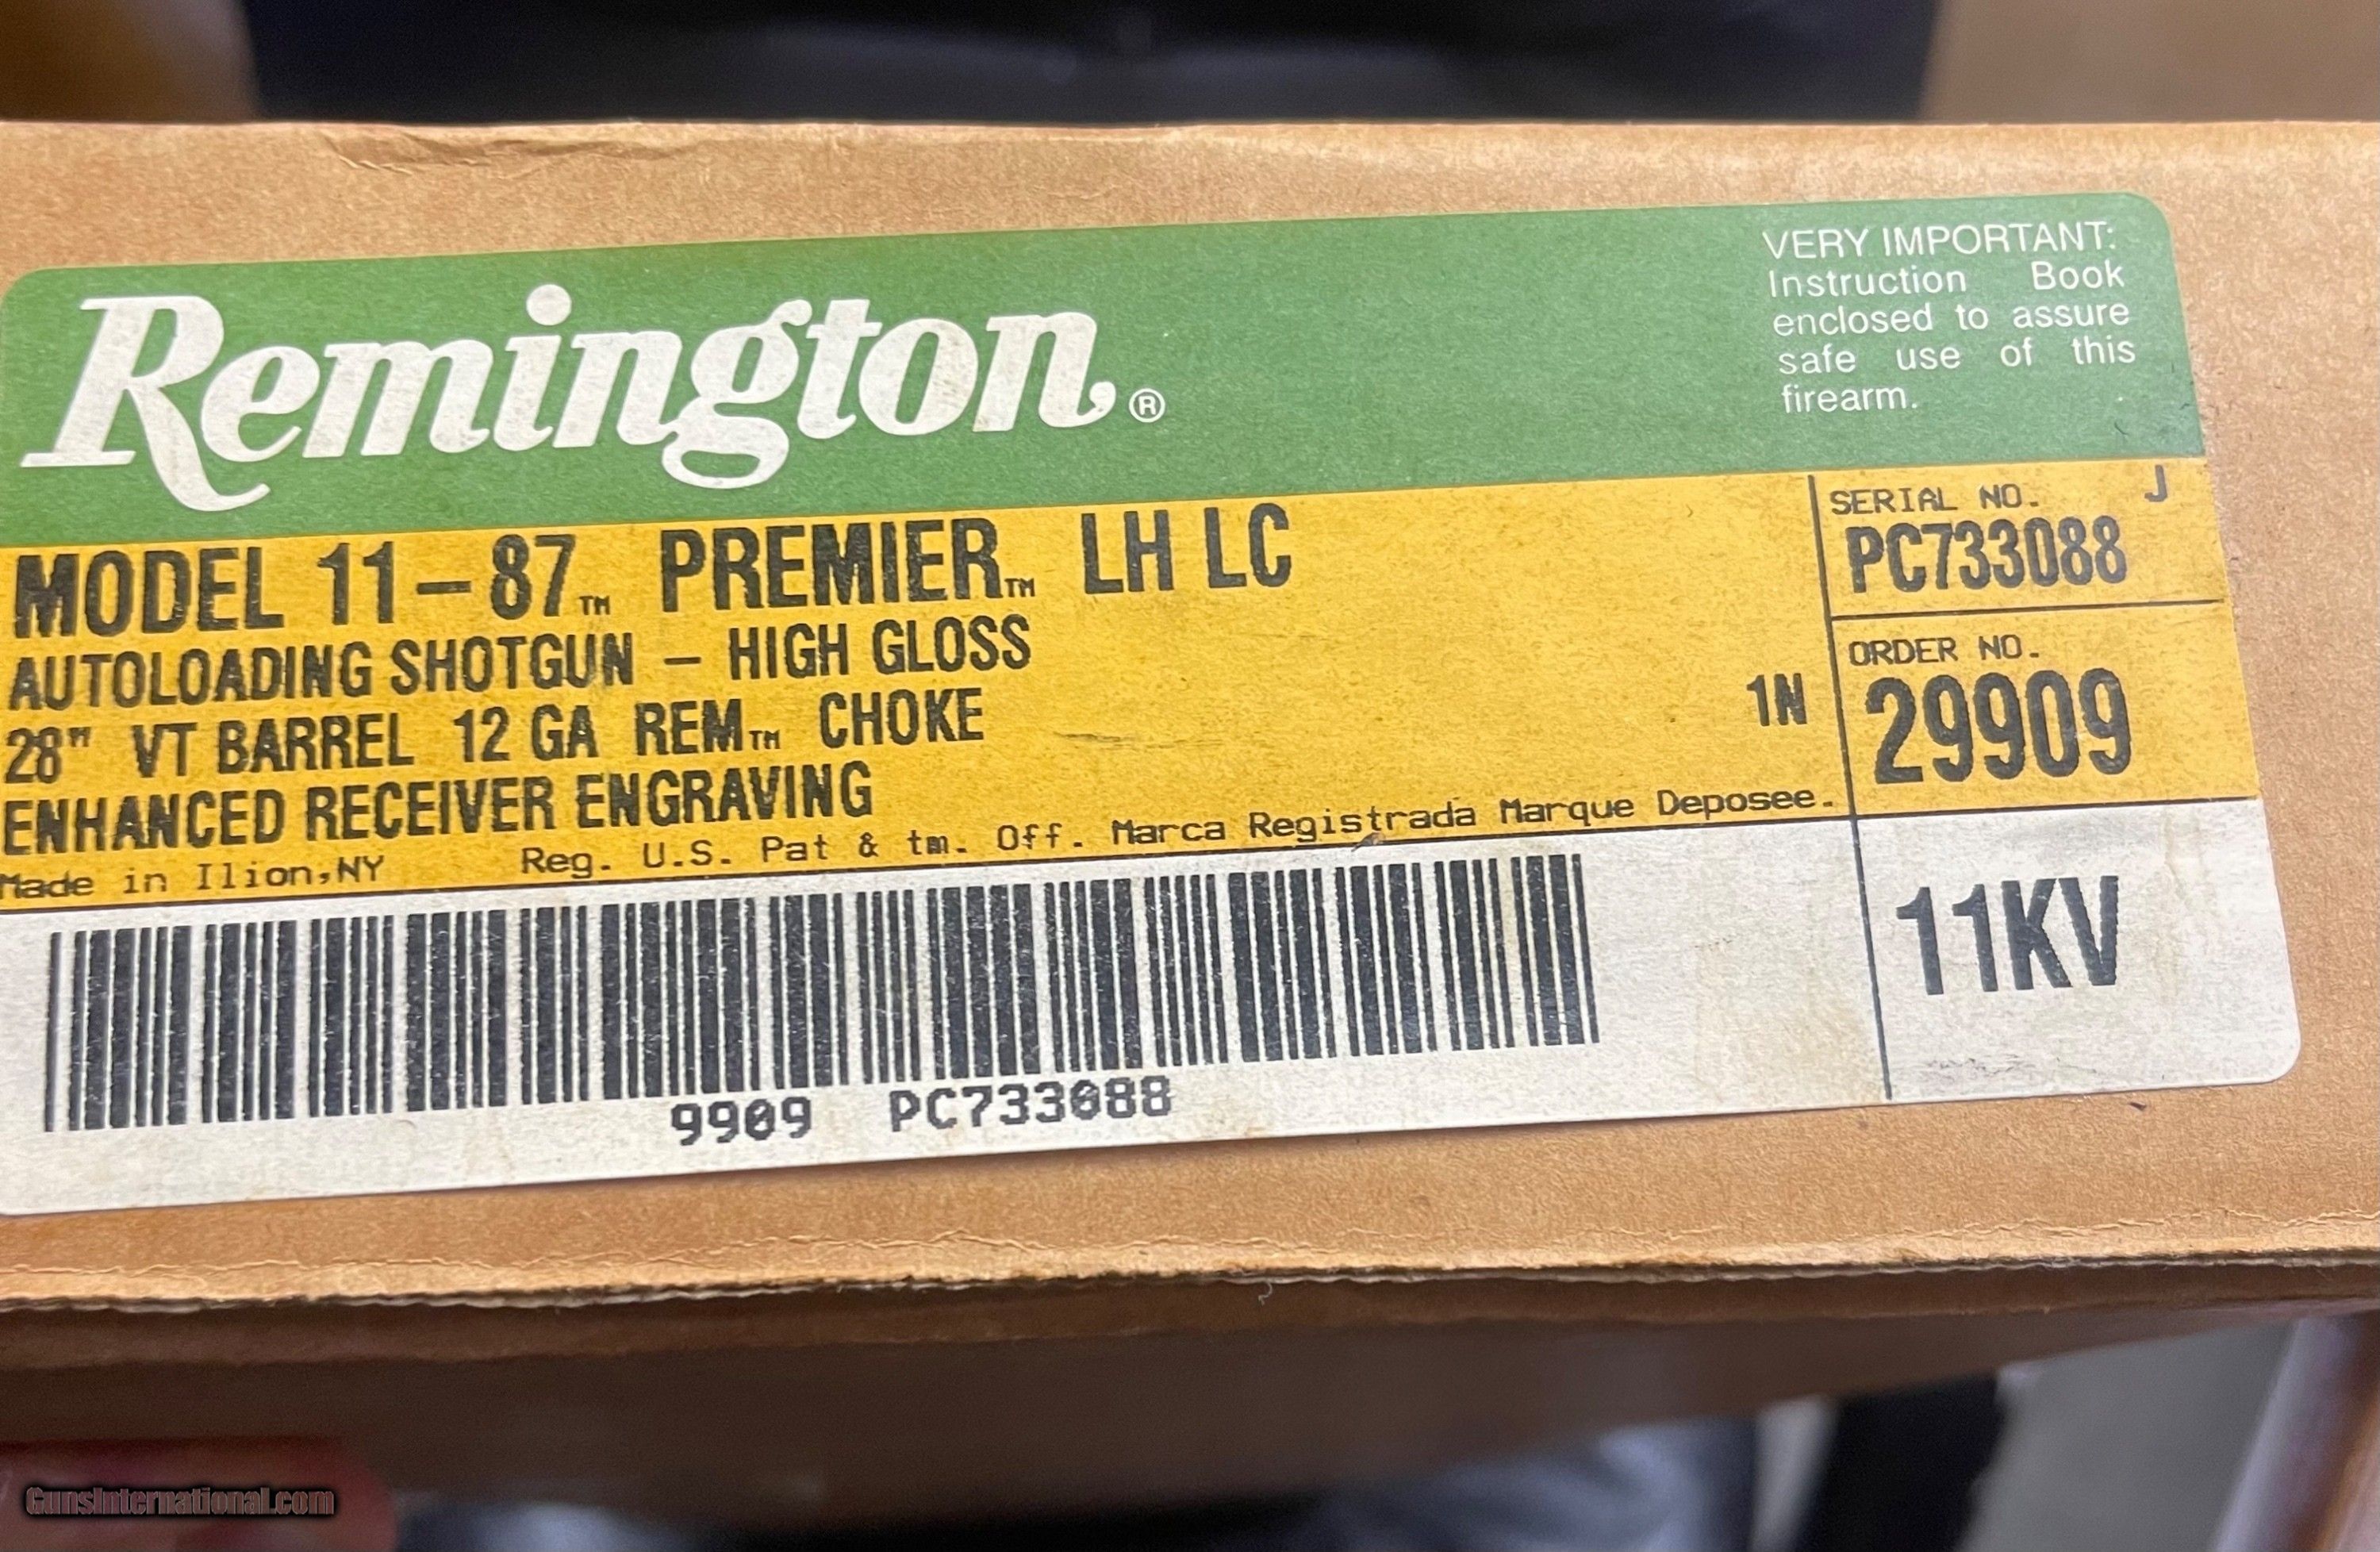 Remington®
VERY IMPORTANT:
Instruction Book
enclosed to assure
safe use of this
firearm.
MODEL 11-87™ PREMIER™ LH LC
AUTOLOADING SHOTGUN - HIGH GLOSS
28" VT BARREL 12 GA REM™ CHOKE
ENHANCED RECEIVER ENGRAVING
1N
Made in Ilion,NY Reg. U.S. Pat & tm. Off. Marca Registrada Marque Deposee.
SERIAL NO. J
PC733088
ORDER NO.
29909
11KV
9909 PC733088
GunsInternational.com